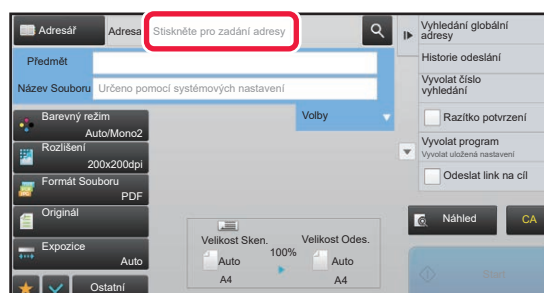 Adresář
Adresa
Stiskněte pro zadání adresy
Předmět
Název Souboru
Určeno pomocí systémových nastavení
Volby
Barevný režim
Auto/Mono2
Rozlišení
200x200dpi
Formát Souboru
PDF
Originál
Expozice
Auto
Ostatní
Velikost Sken.
100%
Velikost Odes.
Auto
A4
Auto
A4
Vyhledání globální
adresy
Historie odeslání
Vyvolat číslo
vyhledání
Razítko potvrzení
Vyvolat program
Vyvolat uložená nastavení
Odeslat link na cíl
Náhled
CA
Start